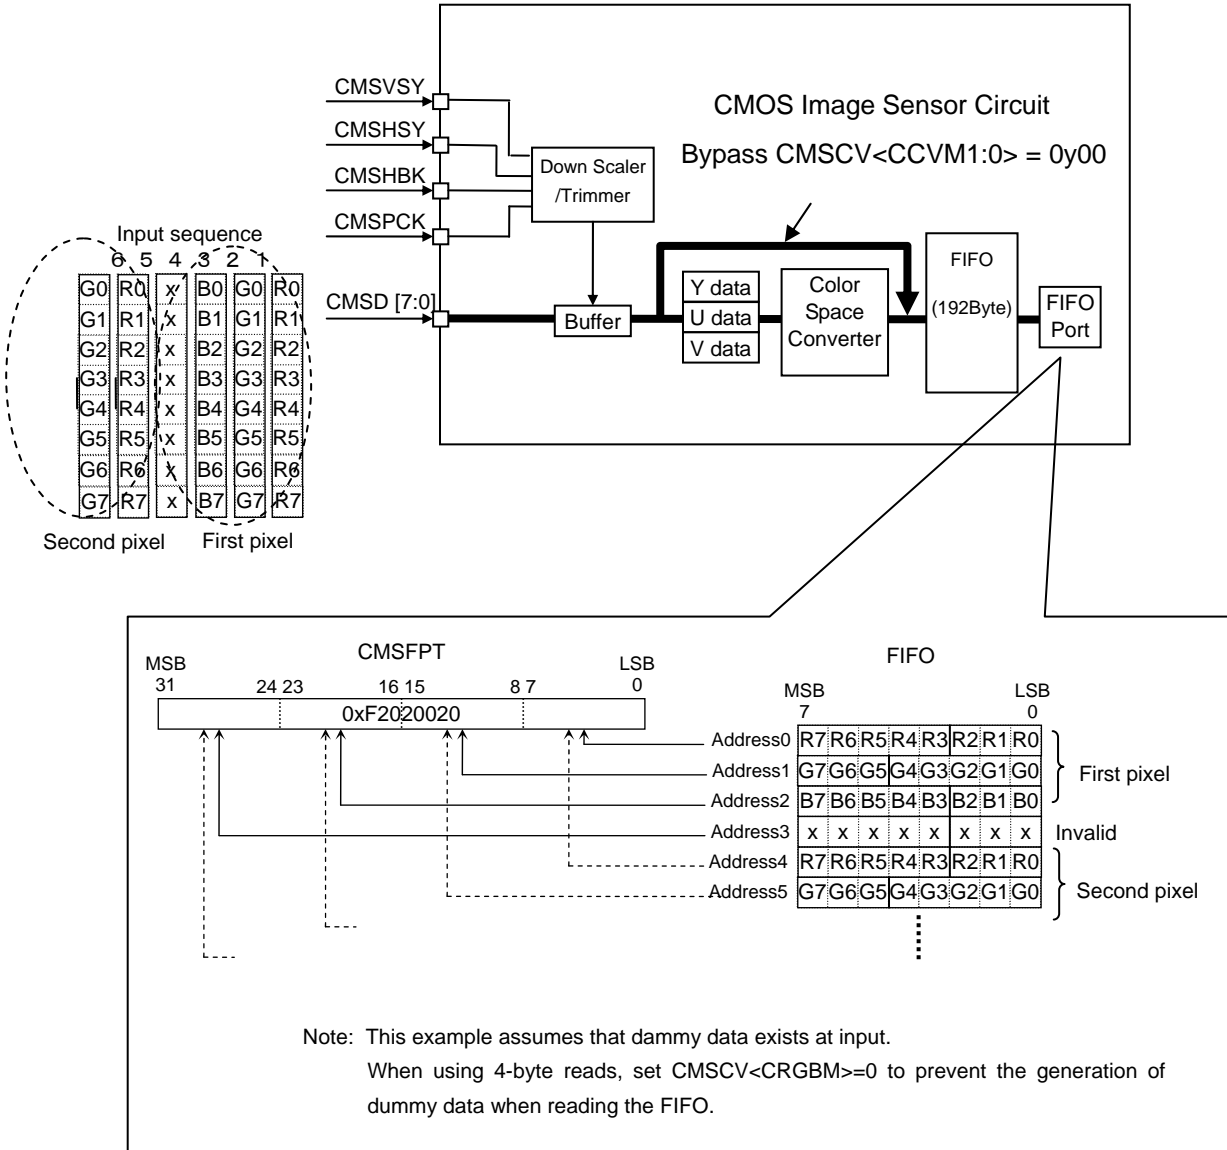 CMSVSY
CMSHSY
CMSHBK
CMSPCK
CMSD [7:0]
CMOS Image Sensor Circuit
Bypass CMSCV<CCVM1:0> = 0y00
Down Scaler
/Trimmer
Buffer
Y data
U data
V data
Color
Space
Converter
FIFO
(192Byte)
FIFO
Port
Input sequence
6 5 4 3 2 1
G0 R0 x B0 G0 R0
G1 R1 x B1 G1 R1
G2 R2 x B2 G2 R2
G3 R3 x B3 G3 R3
G4 R4 x B4 G4 R4
G5 R5 x B5 G5 R5
G6 R6 x B6 G6 R6
G7 R7 x B7 G7 R7
Second pixel First pixel
CMSFPT
MSB LSB
31 24 23 16 15 8 7 0
0xF2020020
FIFO
MSB LSB
7 0
Address0 R7 R6 R5 R4 R3 R2 R1 R0
Address1 G7 G6 G5 G4 G3 G2 G1 G0
First pixel
Address2 B7 B6 B5 B4 B3 B2 B1 B0
Address3 x x x x x x x x Invalid
Address4 R7 R6 R5 R4 R3 R2 R1 R0
Address5 G7 G6 G5 G4 G3 G2 G1 G0
Second pixel
Note: This example assumes that dammy data exists at input.
When using 4-byte reads, set CMSCV<CRGBM>=0 to prevent the generation of
dummy data when reading the FIFO.